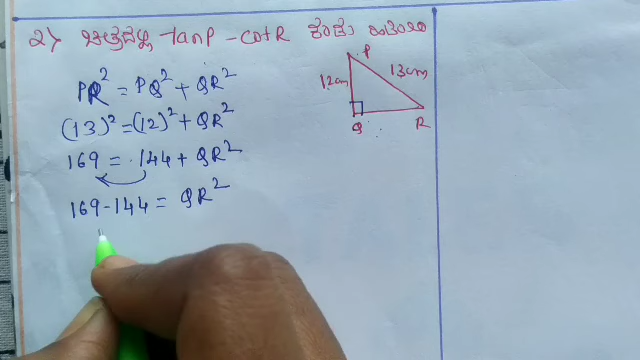 2) ಚಿತ್ರದಲ್ಲಿ tanP - cotR ಕಂಡು ಹಿಡಿಯಿರಿ
PR² = PQ² + QR²
(13)² = (12)² + QR²
169 = 144 + QR²
169 - 144 = QR²
P
12cm
13cm
Q
R